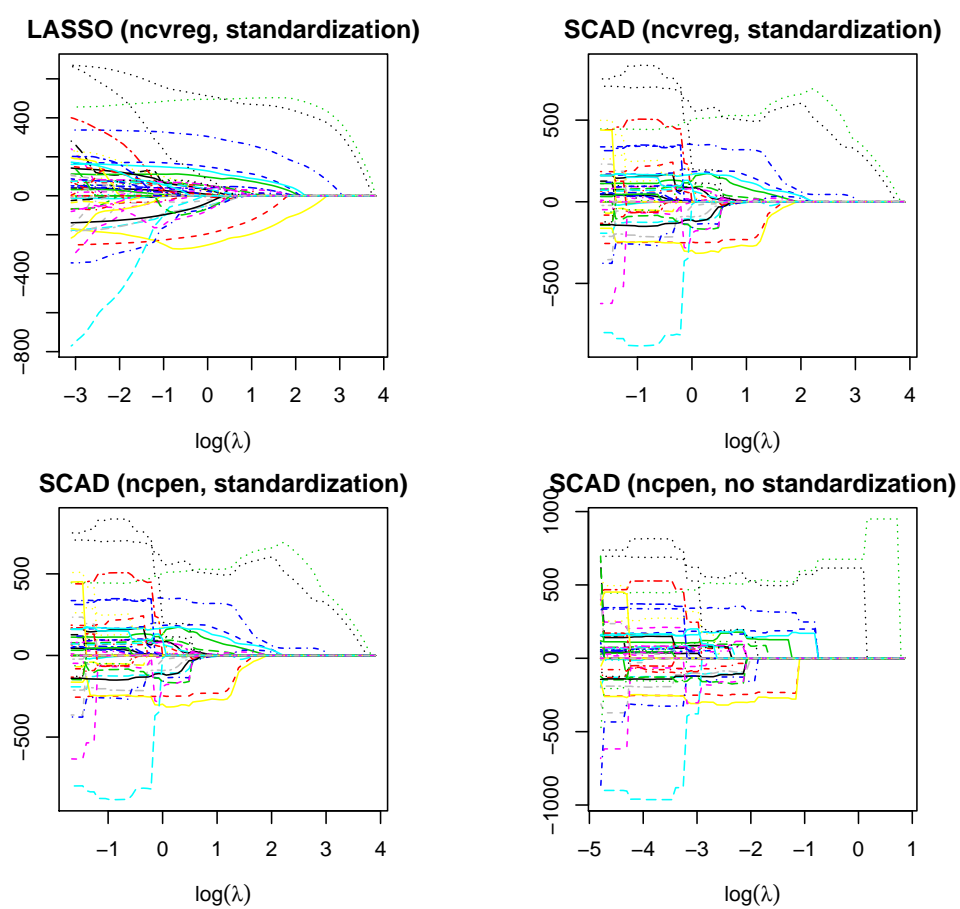 LASSO (ncvreg, standardization)
400
0
−400
−800
−3 −2 −1 0 1 2 3 4
log(λ)
SCAD (ncvreg, standardization)
500
0
−500
−1 0 1 2 3 4
log(λ)
SCAD (ncpen, standardization)
500
0
−500
−1 0 1 2 3 4
log(λ)
SCAD (ncpen, no standardization)
1000
500
0
−500
−1000
−5 −4 −3 −2 −1 0 1
log(λ)